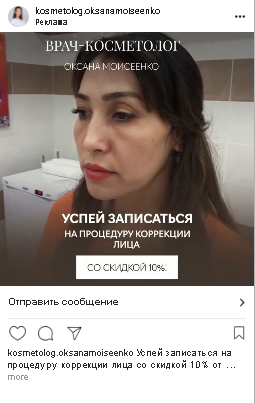 kosmetolog.oksanamoiseenko
Реклама
ВРАЧ-КОСМЕТОЛОГ
ОКСАНА МОИСЕЕНКО
УСПЕЙ ЗАПИСАТЬСЯ
НА ПРОЦЕДУРУ КОРРЕКЦИИ
ЛИЦА
СО СКИДКОЙ 10%!
Отправить сообщение
kosmetolog.oksanamoiseenko Успей записаться на
процедуру коррекции лица со скидкой 10% от ...
more